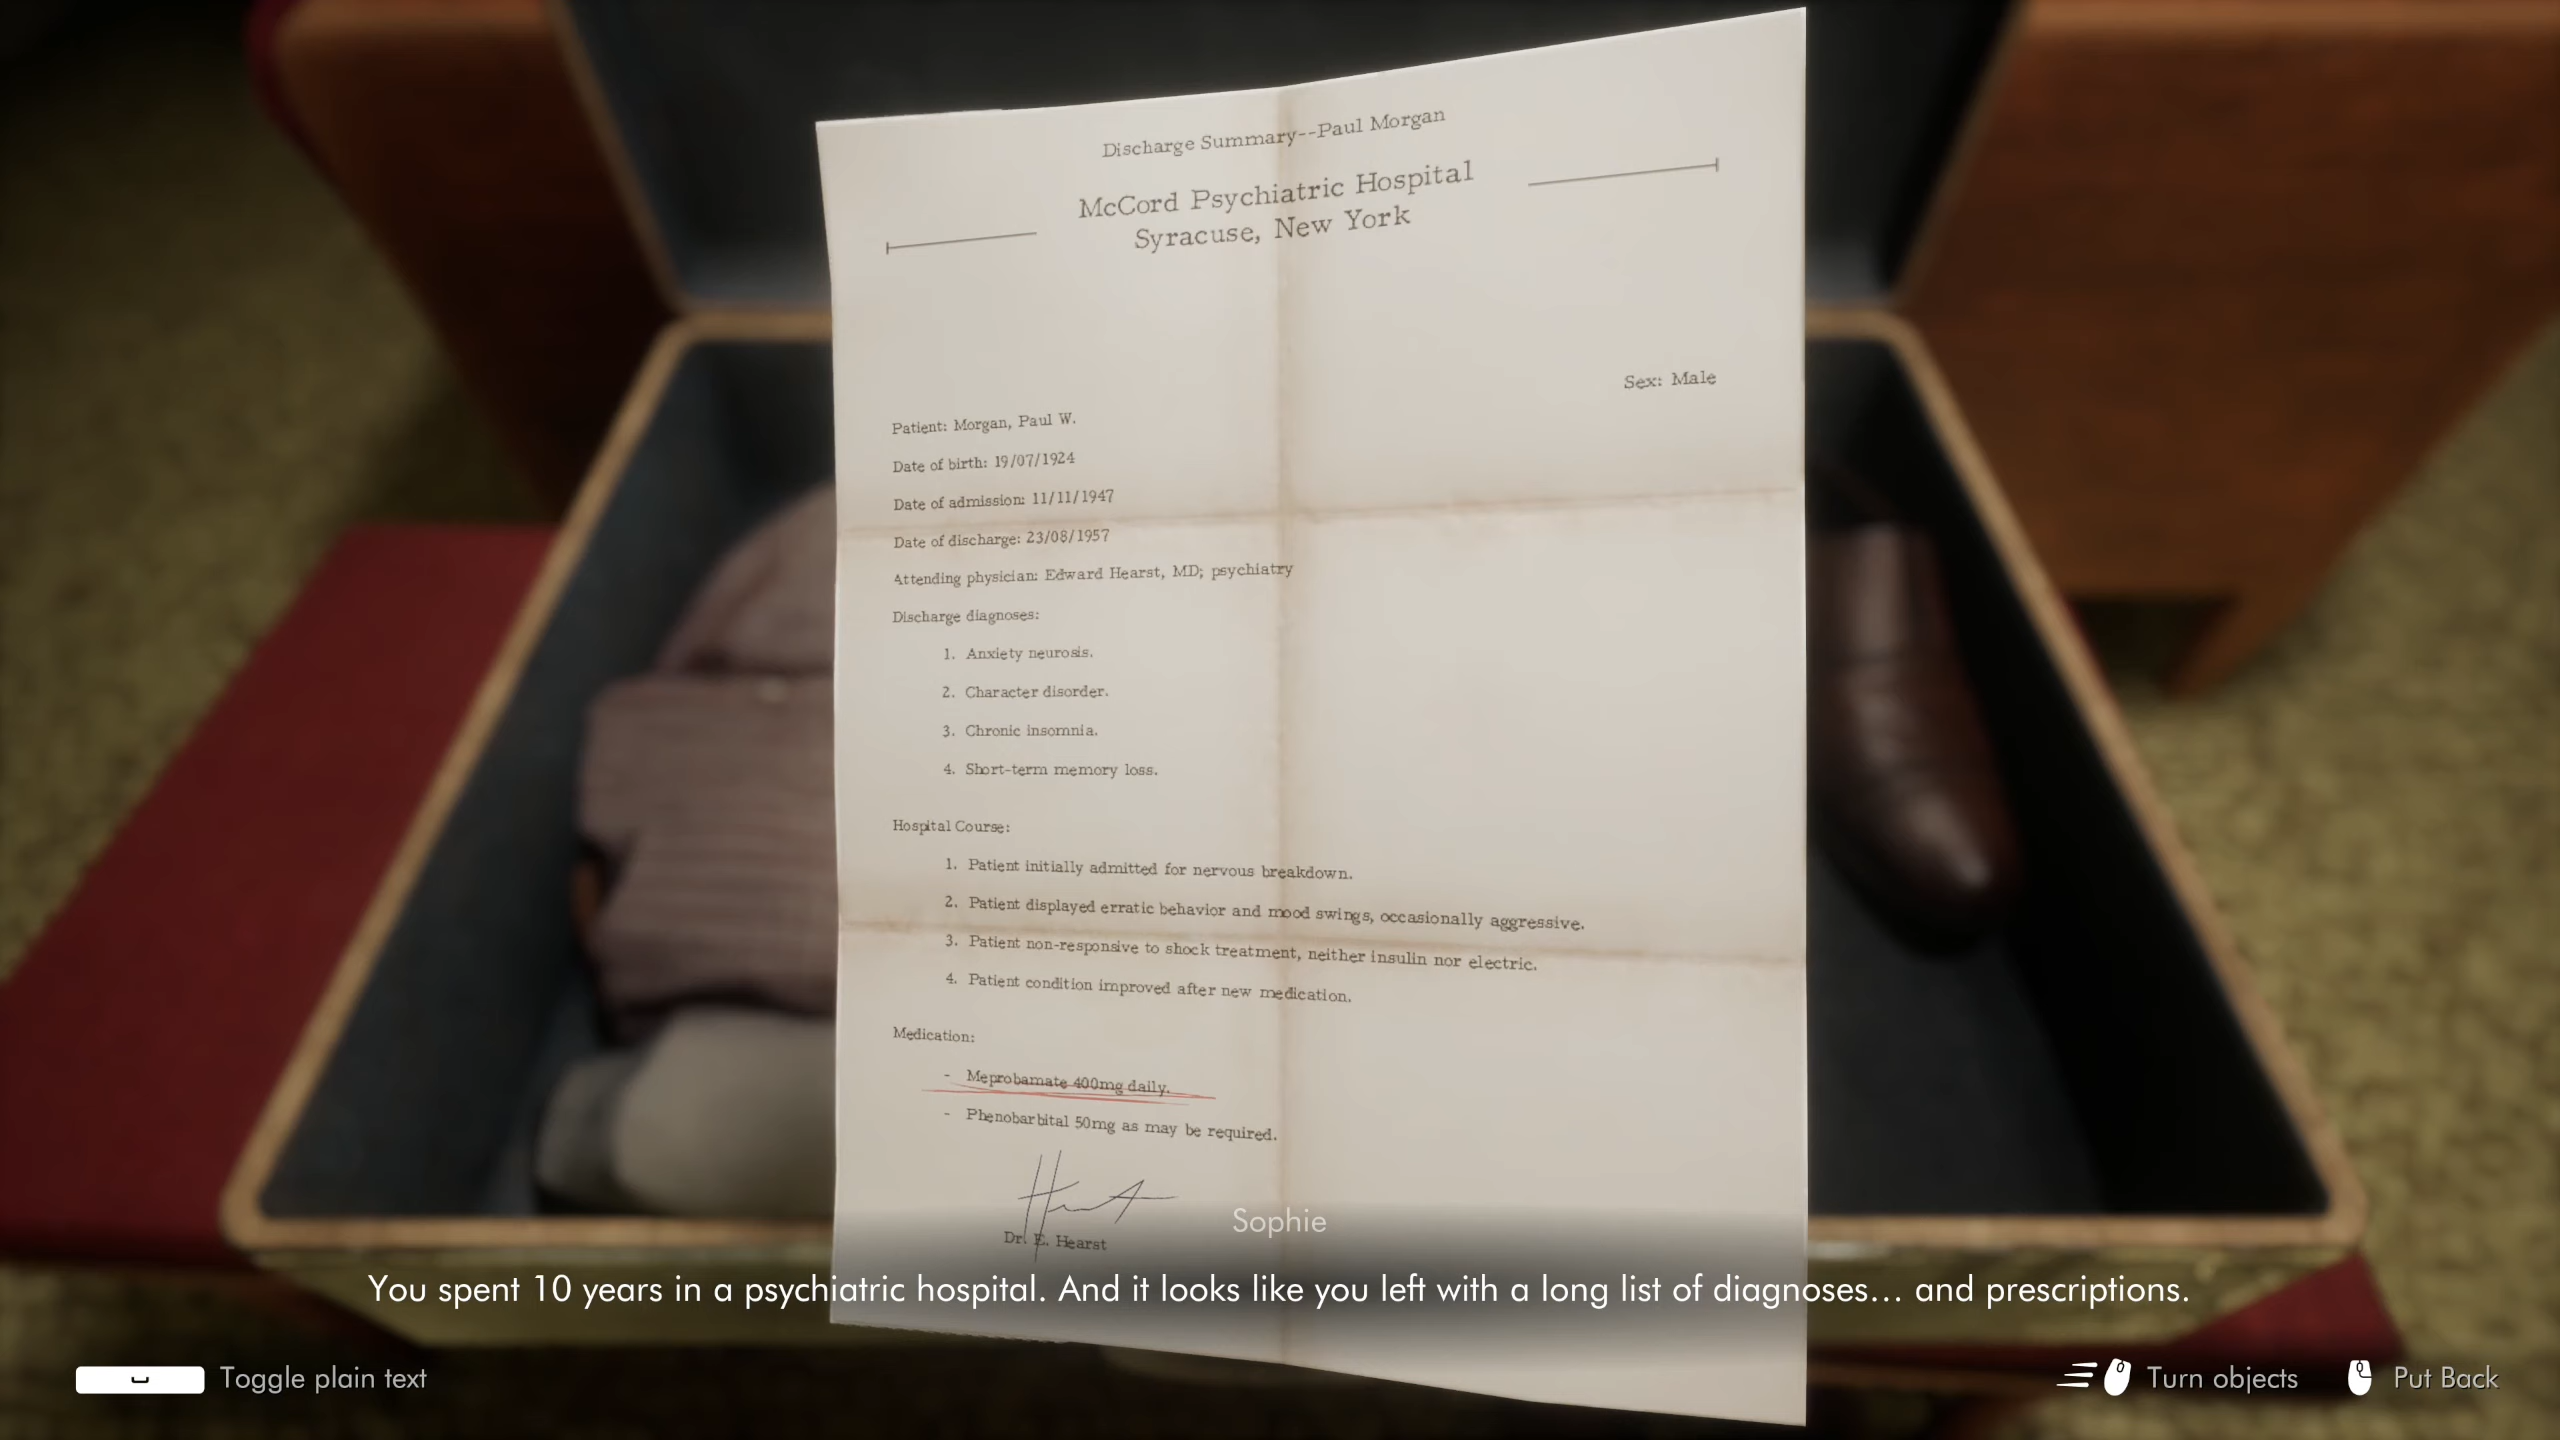 Discharge Summary--Paul Morgan
McCord Psychiatric Hospital
Syracuse, New York
Sex: Male
Patient: Morgan, Paul W.
Date of birth: 19/07/1924
Date of admission: 11/11/1947
Date of discharge: 23/08/1957
Attending physician: Edward Hearst, MD; psychiatry
Discharge diagnoses:
1. Anxiety neurosis.
2. Character disorder.
3. Chronic insomnia.
4. Short-term memory loss.
Hospital Course:
1. Patient initially admitted for nervous breakdown.
2. Patient displayed erratic behavior and mood swings, occasionally aggressive.
3. Patient non-responsive to shock treatment, neither insulin nor electric.
4. Patient condition improved after new medication.
Medication:
- Meprobamate 400mg daily.
- Phenobarbital 50mg as may be required.
Dr. E. Hearst
Sophie
You spent 10 years in a psychiatric hospital. And it looks like you left with a long list of diagnoses... and prescriptions.
Toggle plain text
Turn objects
Put Back